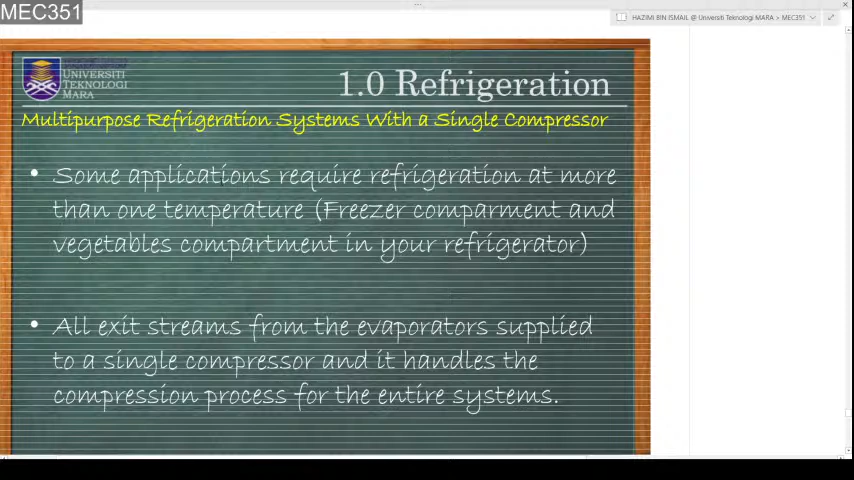 MEC351
HAZIMI BIN ISMAIL @ Universiti Teknologi MARA > MEC351
UNIVERSITI
TEKNOLOGI
MARA
1.0 Refrigeration
Multipurpose Refrigeration Systems With a Single Compressor
• Some applications require refrigeration at more
than one temperature (Freezer comparment and
vegetables compartment in your refrigerator)
• All exit streams from the evaporators supplied
to a single compressor and it handles the
compression process for the entire systems.